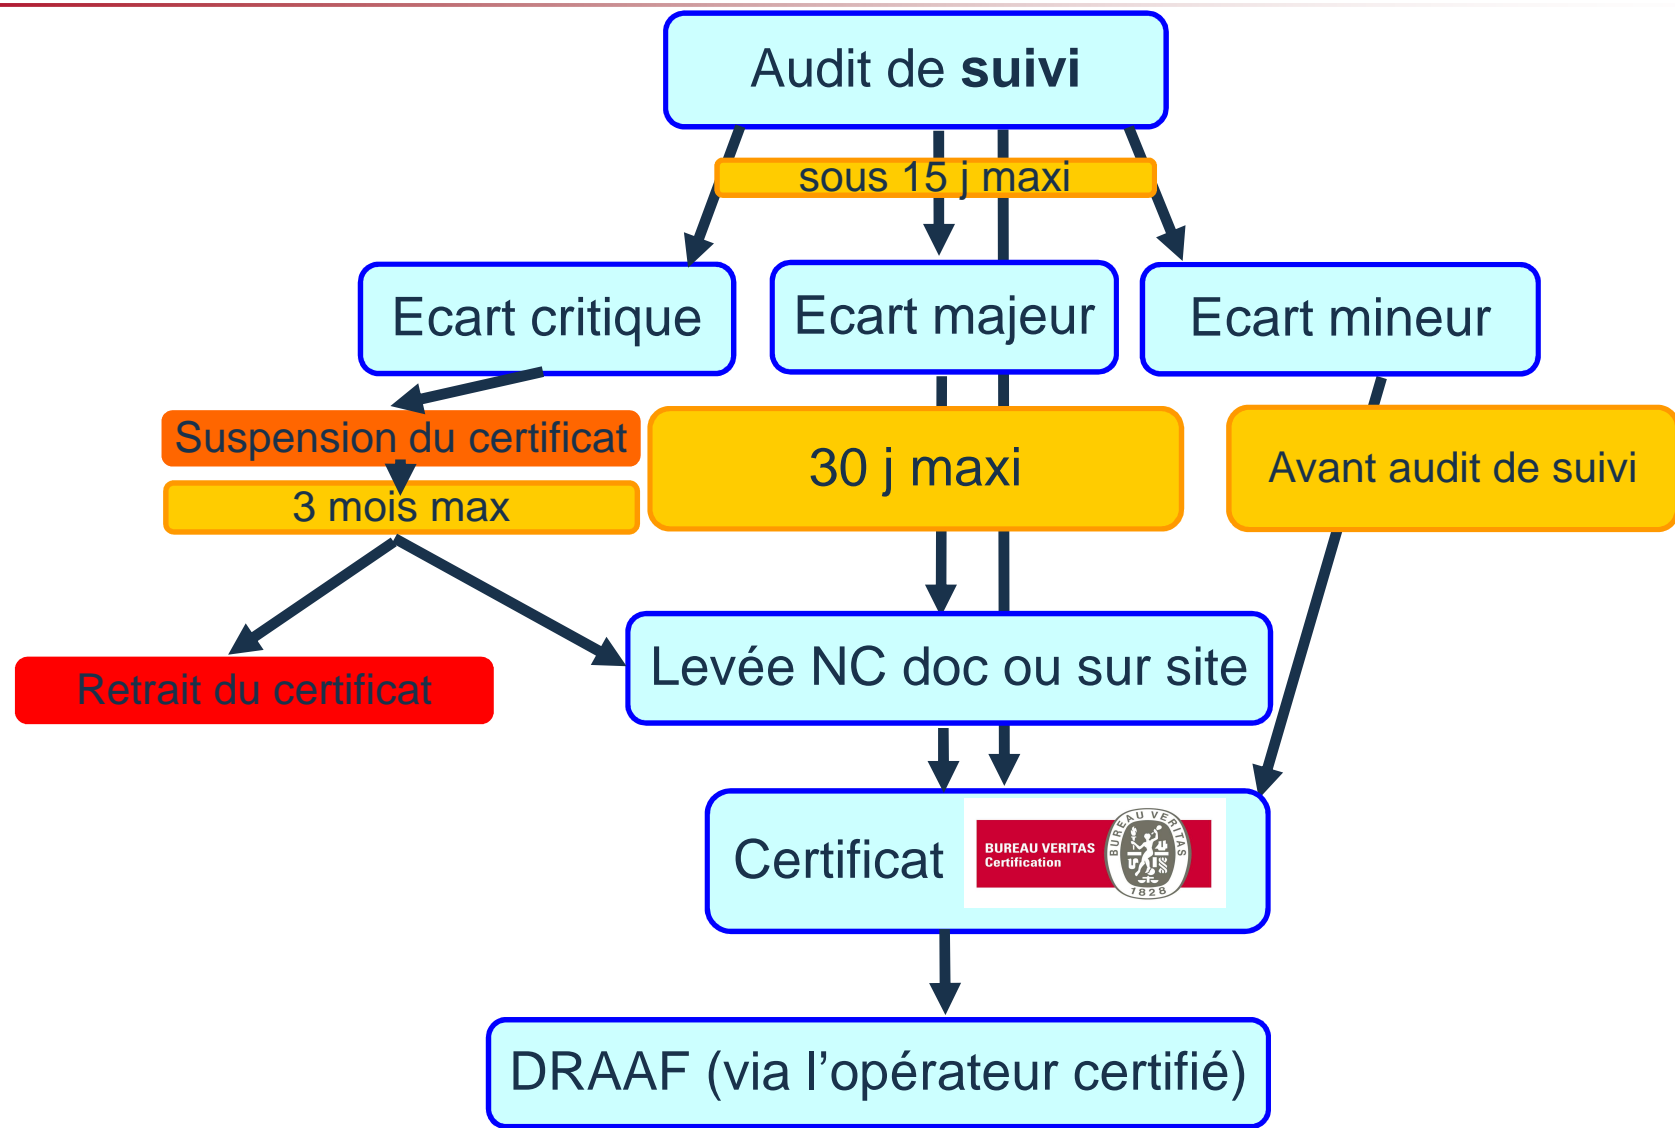 Audit de suivi
sous 15 j maxi
Ecart critique
Ecart majeur
Ecart mineur
Suspension du certificat
3 mois max
30 j maxi
Avant audit de suivi
Retrait du certificat
Levée NC doc ou sur site
Certificat
BUREAU VERITAS
Certification
BUREAU VERITAS
1828
DRAAF (via l’opérateur certifié)